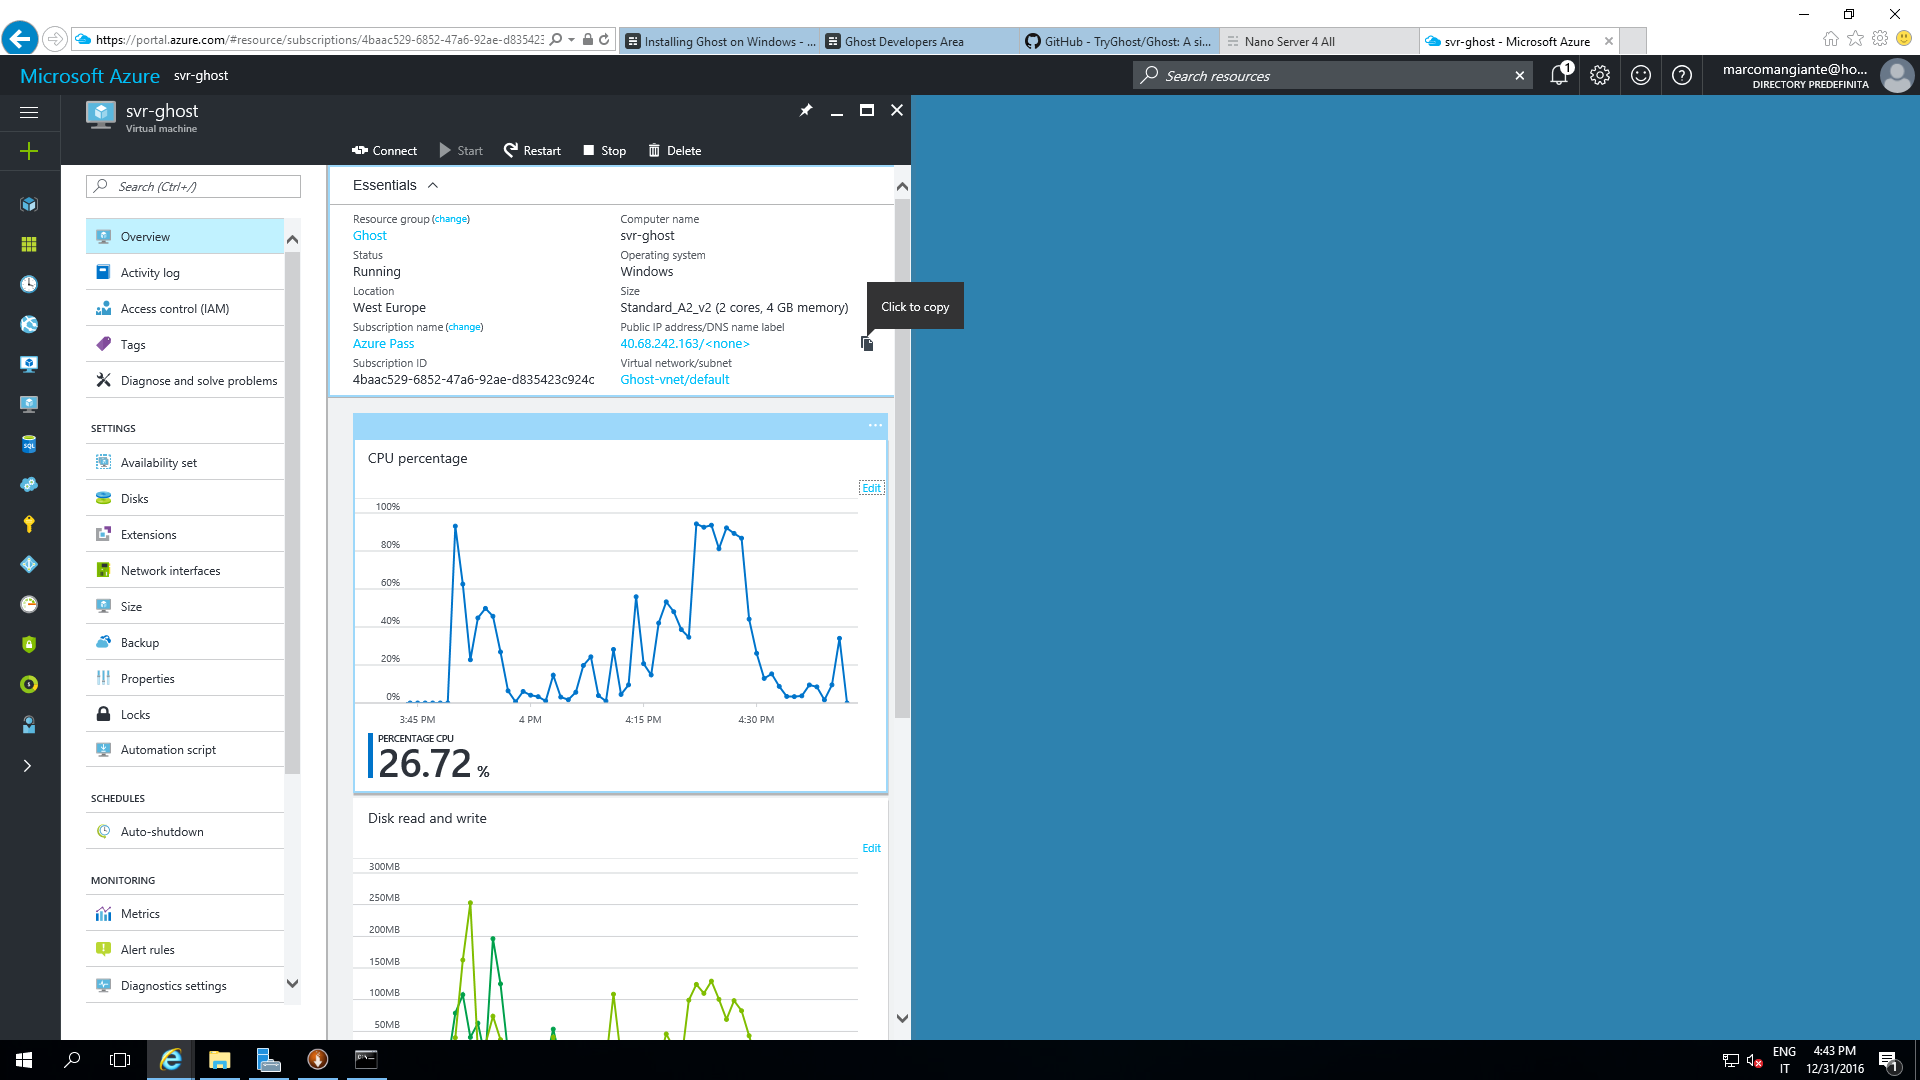 https://portal.azure.com/#resource/subscriptions/4baac529-6852-47a6-92ae-d835423
Installing Ghost on Windows - ...
Ghost Developers Area
GitHub - TryGhost/Ghost: A si...
Nano Server 4 All
svr-ghost - Microsoft Azure
Microsoft Azure
svr-ghost
Search resources
1
marcomangiante@ho...
DIRECTORY PREDEFINITA
svr-ghost
Virtual machine
Connect
Start
Restart
Stop
Delete
Search (Ctrl+/)
Overview
Activity log
Access control (IAM)
Tags
Diagnose and solve problems
SETTINGS
Availability set
Disks
Extensions
Network interfaces
Size
Backup
Properties
Locks
Automation script
SCHEDULES
Auto-shutdown
MONITORING
Metrics
Alert rules
Diagnostics settings
Essentials
Resource group (change)
Ghost
Status
Running
Location
West Europe
Subscription name (change)
Azure Pass
Subscription ID
4baac529-6852-47a6-92ae-d835423c924c
Computer name
svr-ghost
Operating system
Windows
Size
Standard_A2_v2 (2 cores, 4 GB memory)
Public IP address/DNS name label
40.68.242.163/<none>
Virtual network/subnet
Ghost-vnet/default
Click to copy
CPU percentage
Edit
100%
80%
60%
40%
20%
0%
3:45 PM
4 PM
4:15 PM
4:30 PM
PERCENTAGE CPU
26.72 %
Disk read and write
Edit
300MB
250MB
200MB
150MB
100MB
50MB
SQL
ENG
IT
4:43 PM
12/31/2016
1